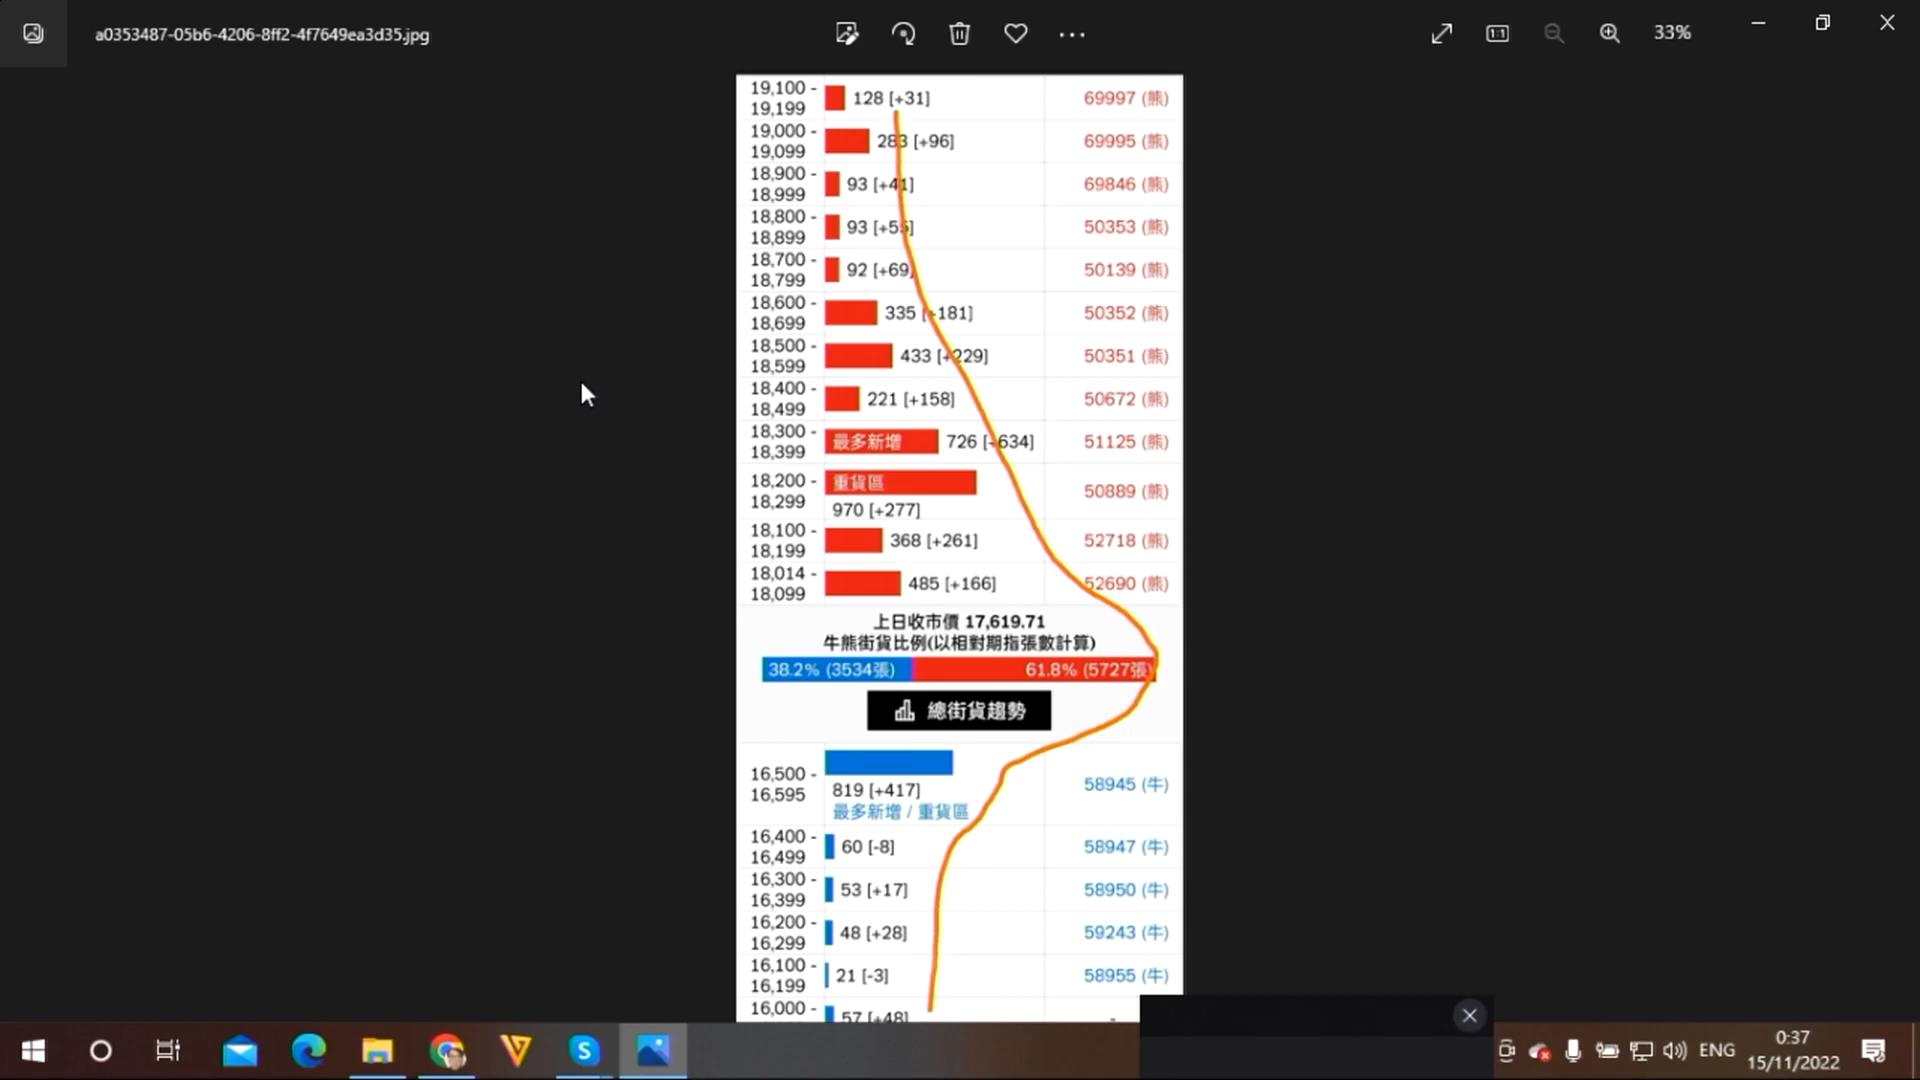 a0353487-05b6-4206-8ff2-4f7649ea3d35.jpg
33%
19,100 -
19,199
128 [+31]
69997 (熊)
19,000 -
19,099
283 [+96]
69995 (熊)
18,900 -
18,999
93 [+41]
69846 (熊)
18,800 -
18,899
93 [+55]
50353 (熊)
18,700 -
18,799
92 [+69]
50139 (熊)
18,600 -
18,699
335 [+181]
50352 (熊)
18,500 -
18,599
433 [+229]
50351 (熊)
18,400 -
18,499
221 [+158]
50672 (熊)
18,300 -
18,399
最多新增
726 [+634]
51125 (熊)
18,200 -
18,299
重貨區
970 [+277]
50889 (熊)
18,100 -
18,199
368 [+261]
52718 (熊)
18,014 -
18,099
485 [+166]
52690 (熊)
上日收市價 17,619.71
牛熊街貨比例(以相對期指張數計算)
38.2% (3534張)
61.8% (5727張)
總街貨趨勢
16,500 -
16,595
819 [+417]
最多新增 / 重貨區
58945 (牛)
16,400 -
16,499
60 [-8]
58947 (牛)
16,300 -
16,399
53 [+17]
58950 (牛)
16,200 -
16,299
48 [+28]
59243 (牛)
16,100 -
16,199
21 [-3]
58955 (牛)
16,000 -
57 [+48]
-
ENG
0:37
15/11/2022